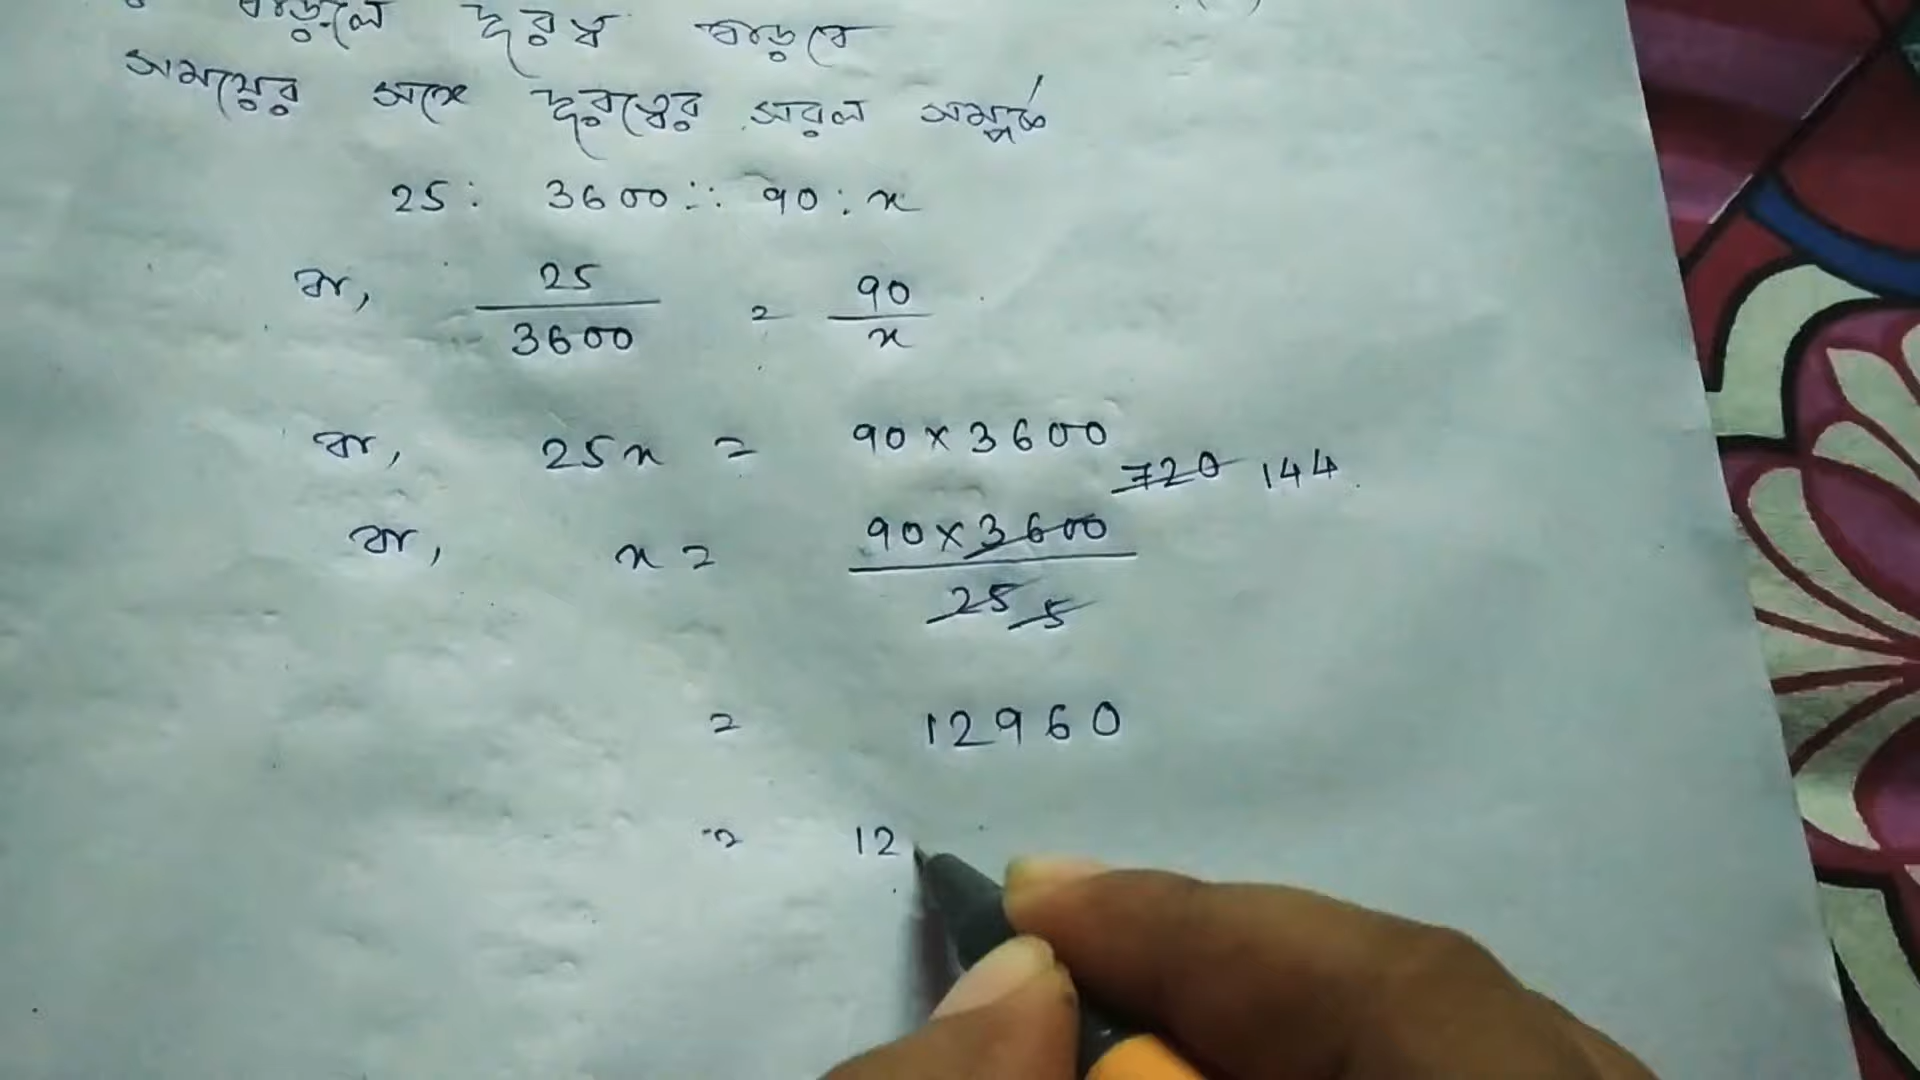 বাড়লে দূরত্ব বাড়বে
সময়ের সঙ্গে দূরত্বের সরল সম্পর্ক
25 : 3600 :: 90 : x
বা, 25/3600 = 90/x
বা, 25x = 90 × 3600
720 144
বা, x = 90 × 3600 / 25 5
= 12960
= 12